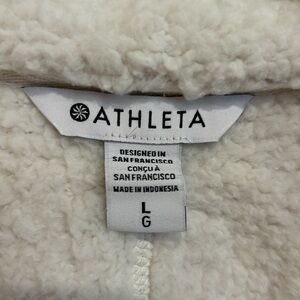 ATHLETA
DESIGNED IN
SAN FRANCISCO
CONÇU À
SAN FRANCISCO
MADE IN INDONESIA
L
G